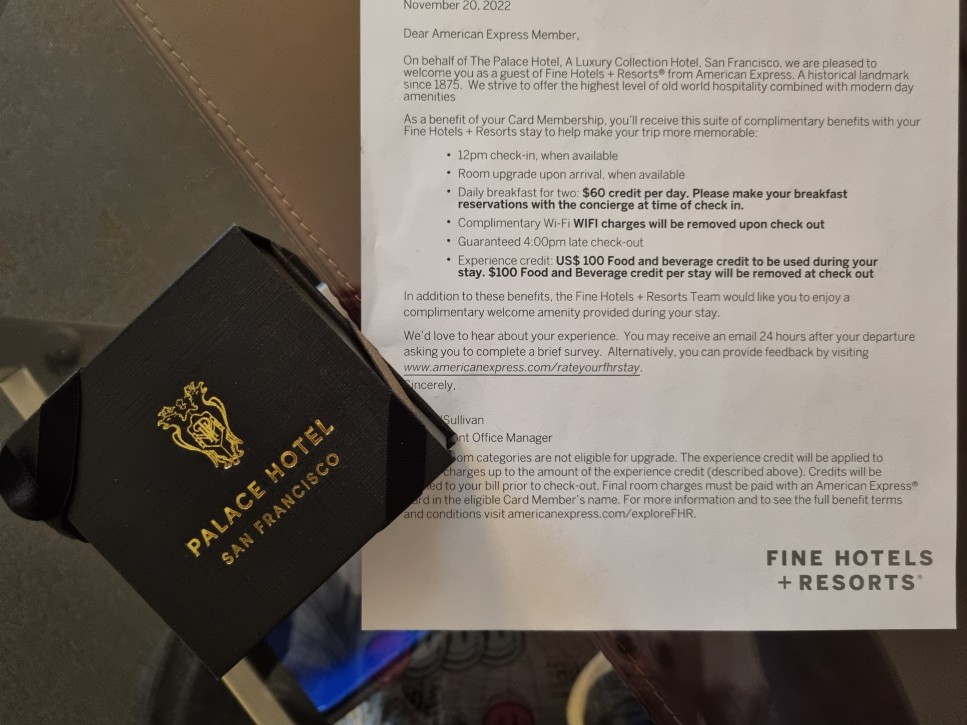 November 20, 2022
Dear American Express Member,
On behalf of The Palace Hotel, A Luxury Collection Hotel, San Francisco, we are pleased to
welcome you as a guest of Fine Hotels + Resorts® from American Express. A historical landmark
since 1875. We strive to offer the highest level of old world hospitality combined with modern day
amenities
As a benefit of your Card Membership, you'll receive this suite of complimentary benefits with your
Fine Hotels + Resorts stay to help make your trip more memorable:
• 12pm check-in, when available
• Room upgrade upon arrival, when available
• Daily breakfast for two: $60 credit per day. Please make your breakfast
reservations with the concierge at time of check in.
• Complimentary Wi-Fi WIFI charges will be removed upon check out
• Guaranteed 4:00pm late check-out
• Experience credit: US$ 100 Food and beverage credit to be used during your
stay. $100 Food and Beverage credit per stay will be removed at check out
In addition to these benefits, the Fine Hotels + Resorts Team would like you to enjoy a
complimentary welcome amenity provided during your stay.
We'd love to hear about your experience. You may receive an email 24 hours after your departure
asking you to complete a brief survey. Alternatively, you can provide feedback by visiting
www.americanexpress.com/rateyourfhrstay.
Sincerely,
Sullivan
Office Manager
categories are not eligible for upgrade. The experience credit will be applied to
charges up to the amount of the experience credit (described above). Credits will be
to your bill prior to check-out. Final room charges must be paid with an American Express®
in the eligible Card Member's name. For more information and to see the full benefit terms
and conditions visit americanexpress.com/exploreFHR.
FINE HOTELS
+ RESORTS®
PALACE HOTEL
SAN FRANCISCO